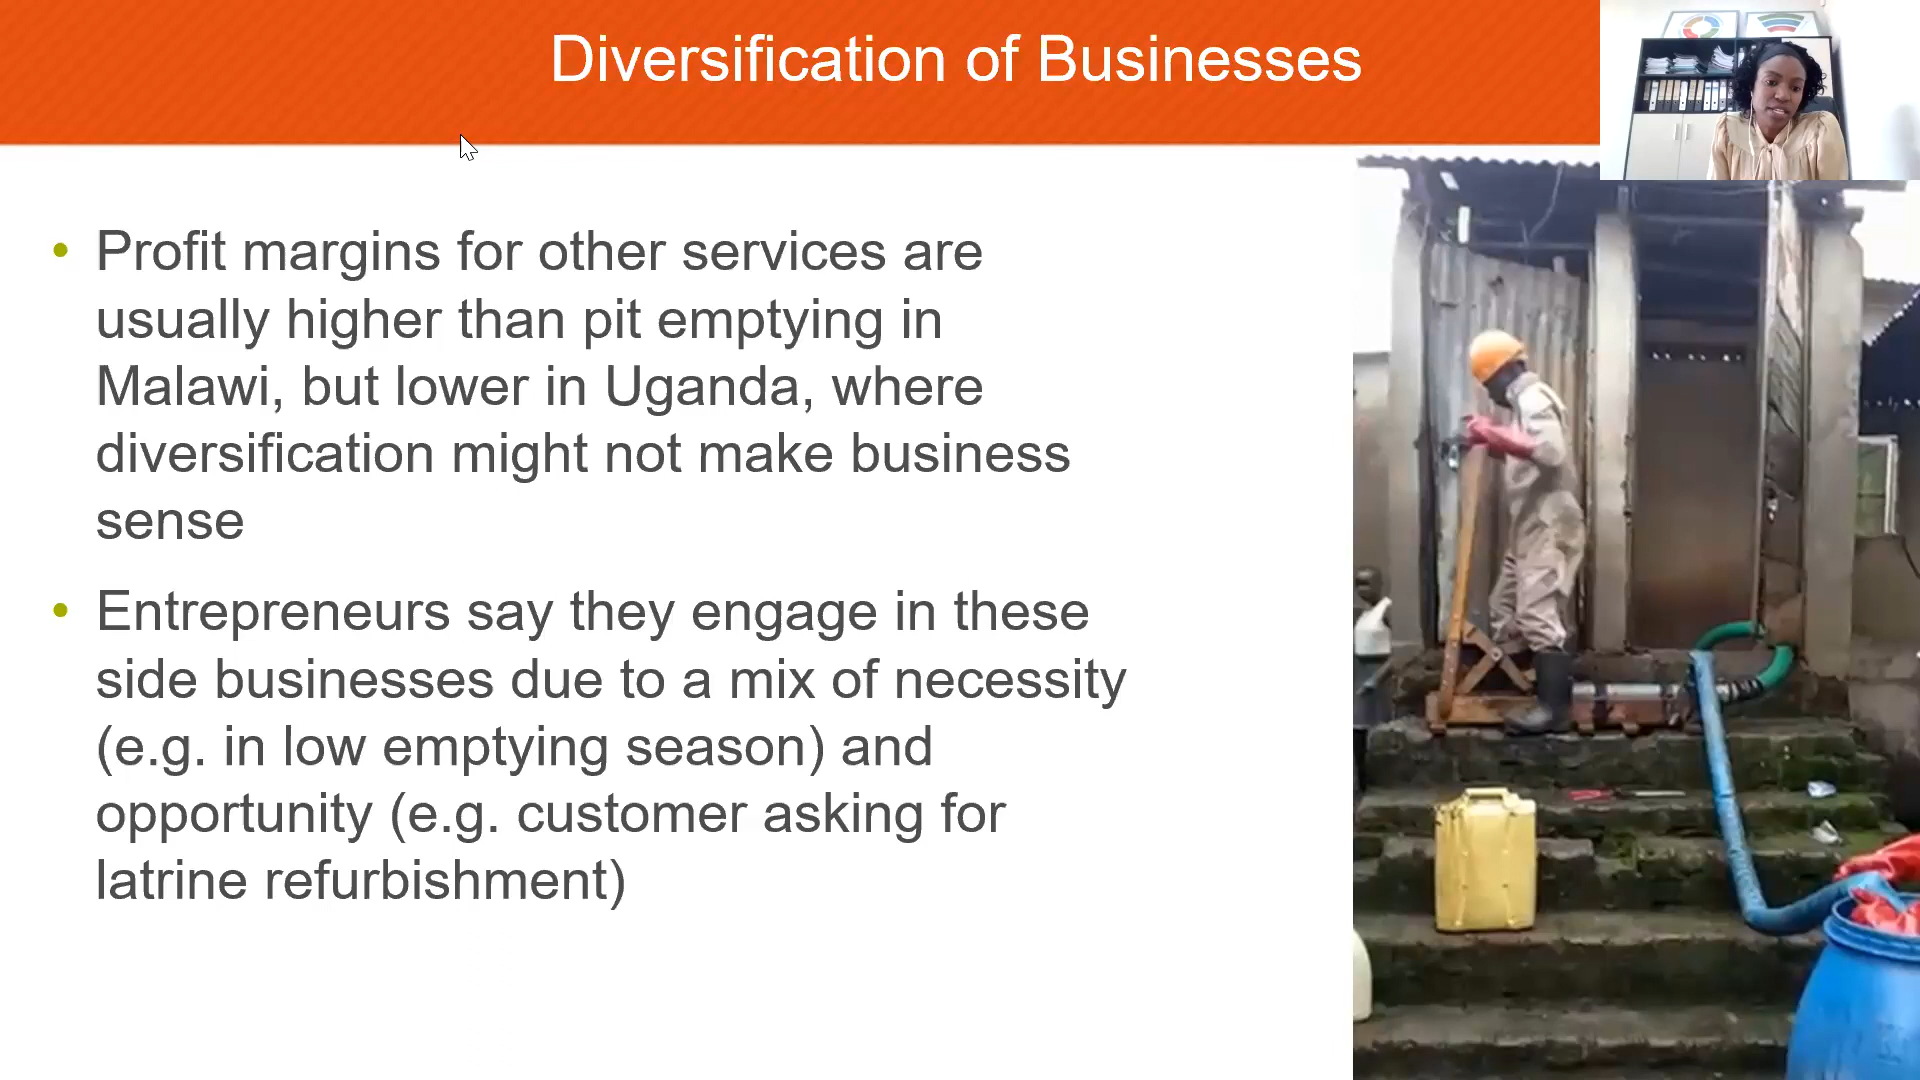 Diversification of Businesses
• Profit margins for other services are
usually higher than pit emptying in
Malawi, but lower in Uganda, where
diversification might not make business
sense
• Entrepreneurs say they engage in these
side businesses due to a mix of necessity
(e.g. in low emptying season) and
opportunity (e.g. customer asking for
latrine refurbishment)